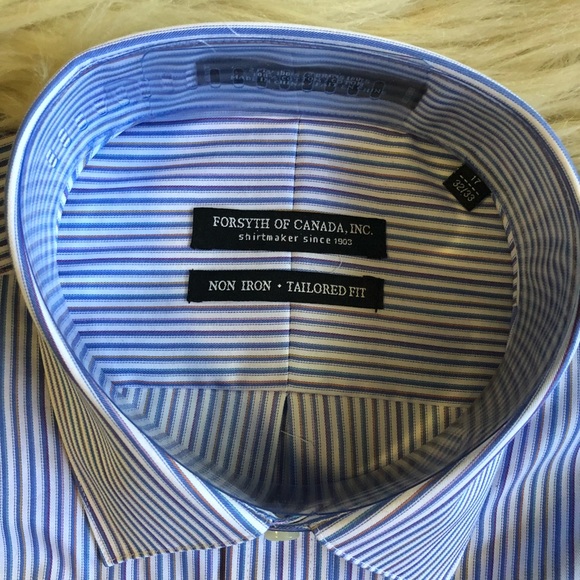 17
32/33
FORSYTH OF CANADA, INC.
shirtmaker since 1903
NON IRON • TAILORED FIT